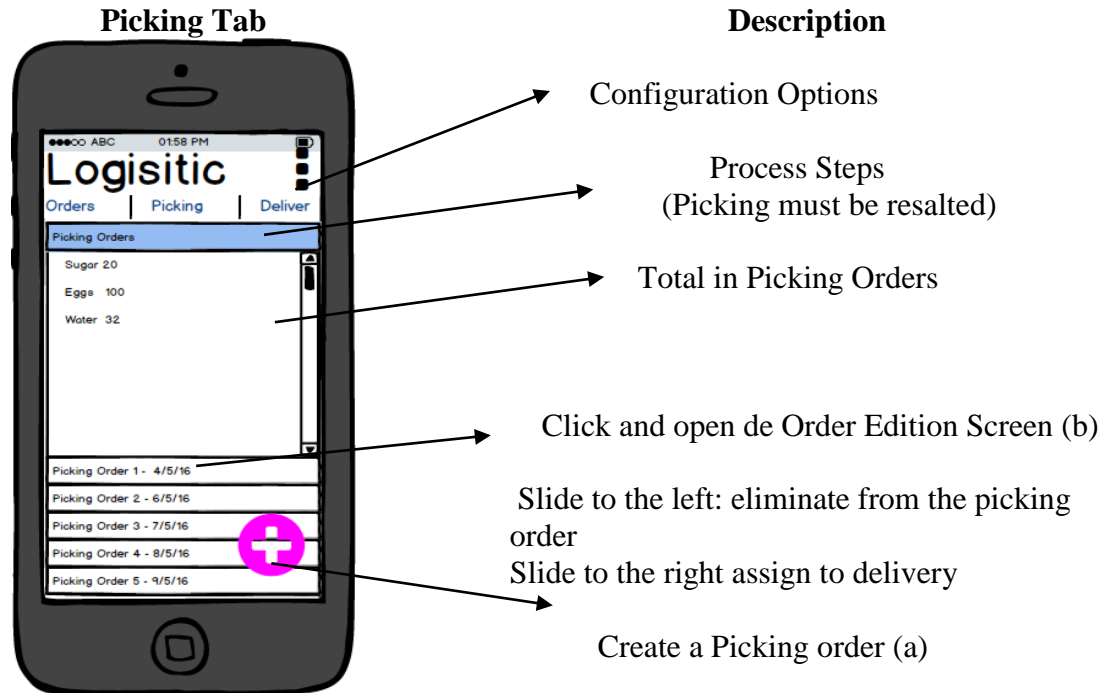 Picking Tab
Description
ABC 01:58 PM
Logisitic
Orders Picking Deliver
Picking Orders
Sugar 20
Eggs 100
Water 32
Picking Order 1 - 4/5/16
Picking Order 2 - 6/5/16
Picking Order 3 - 7/5/16
Picking Order 4 - 8/5/16
Picking Order 5 - 9/5/16
Configuration Options
Process Steps
(Picking must be resalted)
Total in Picking Orders
Click and open de Order Edition Screen (b)
Slide to the left: eliminate from the picking
order
Slide to the right assign to delivery
Create a Picking order (a)